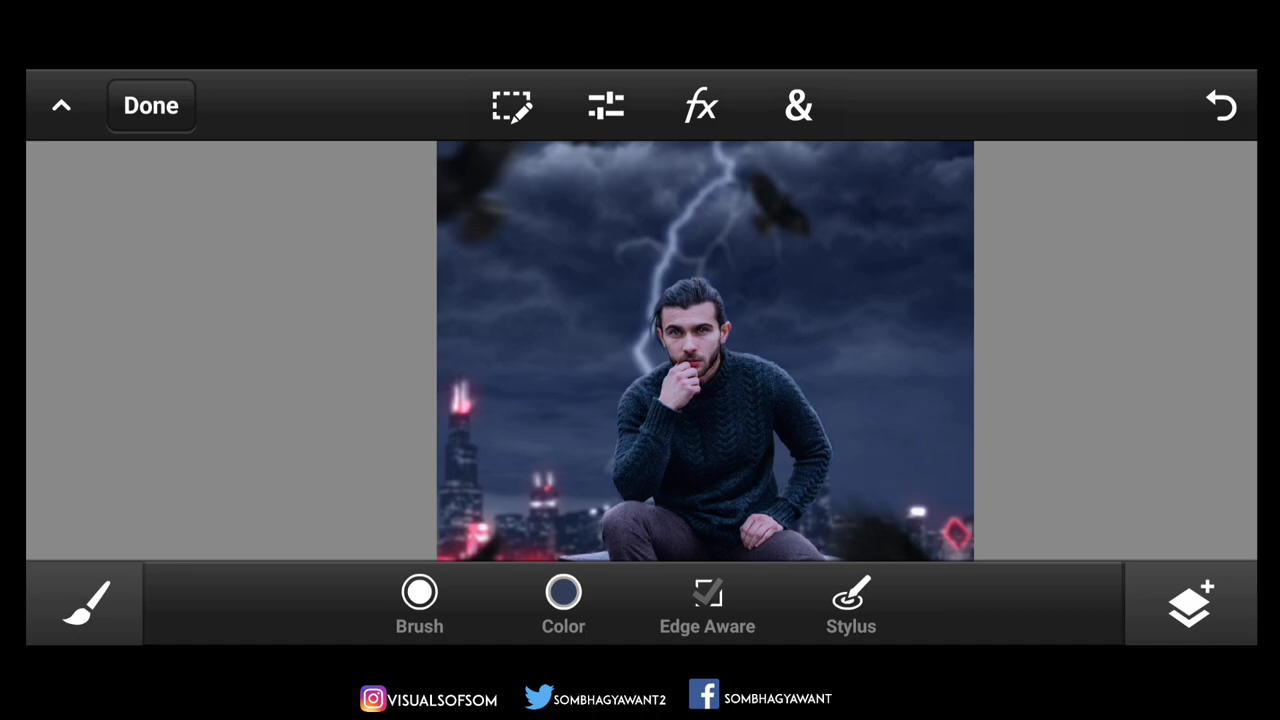 Done
fx
&
Brush
Color
Edge Aware
Stylus
VISUALSOFSOM
SOMBHAGYAWANT2
SOMBHAGYAWANT